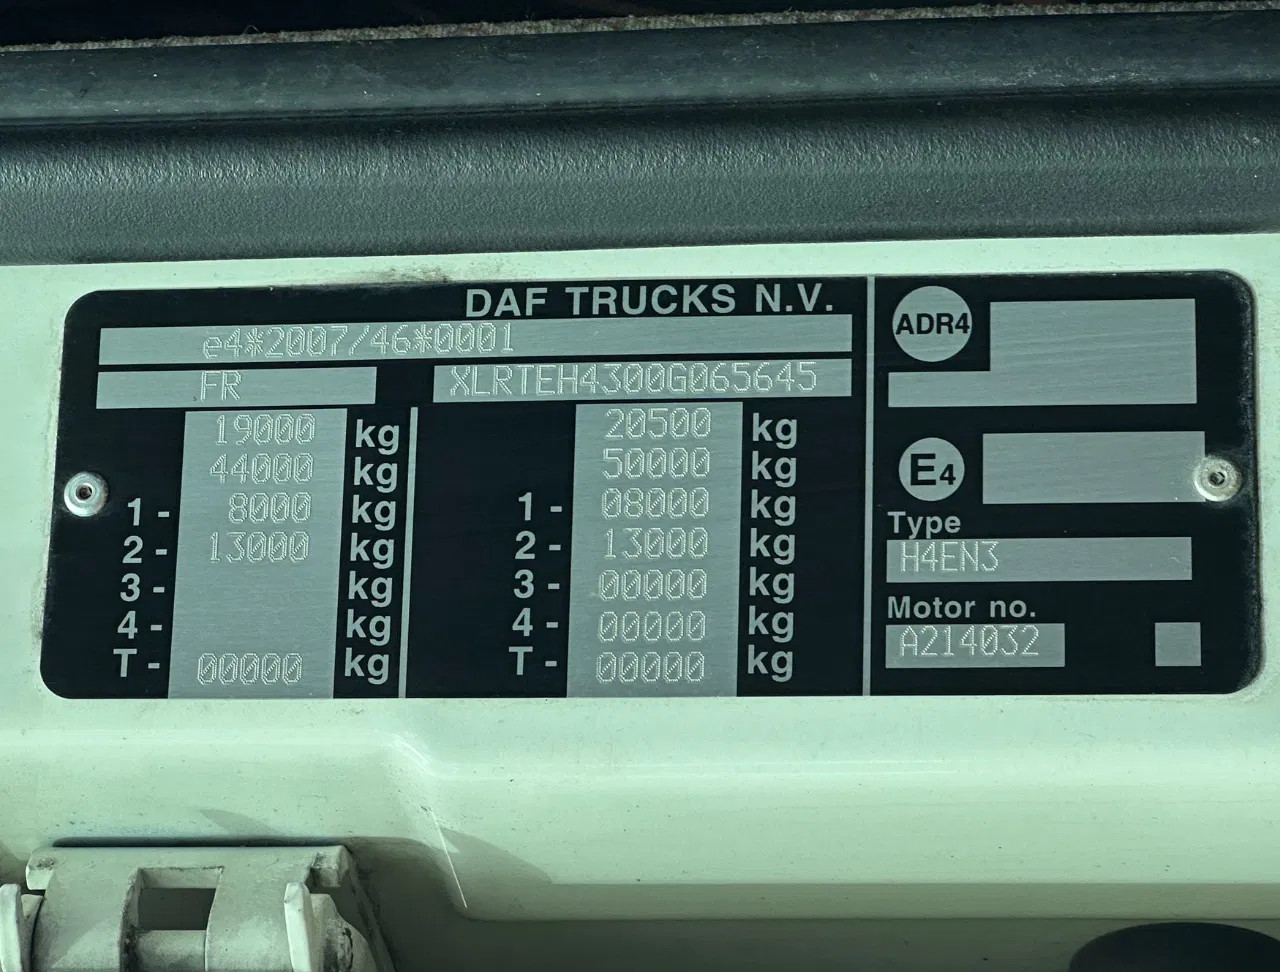 DAF TRUCKS N.V.
e4*2007/46*0001
FR XLRTEH4300G065645
19000 kg 20500 kg
44000 kg 50000 kg
1 - 8000 kg 1 - 08000 kg
2 - 13000 kg 2 - 13000 kg
3 - kg 3 - 00000 kg
4 - kg 4 - 00000 kg
T - 00000 kg T - 00000 kg
ADR4
E4
Type
H4EN3
Motor no.
A214032